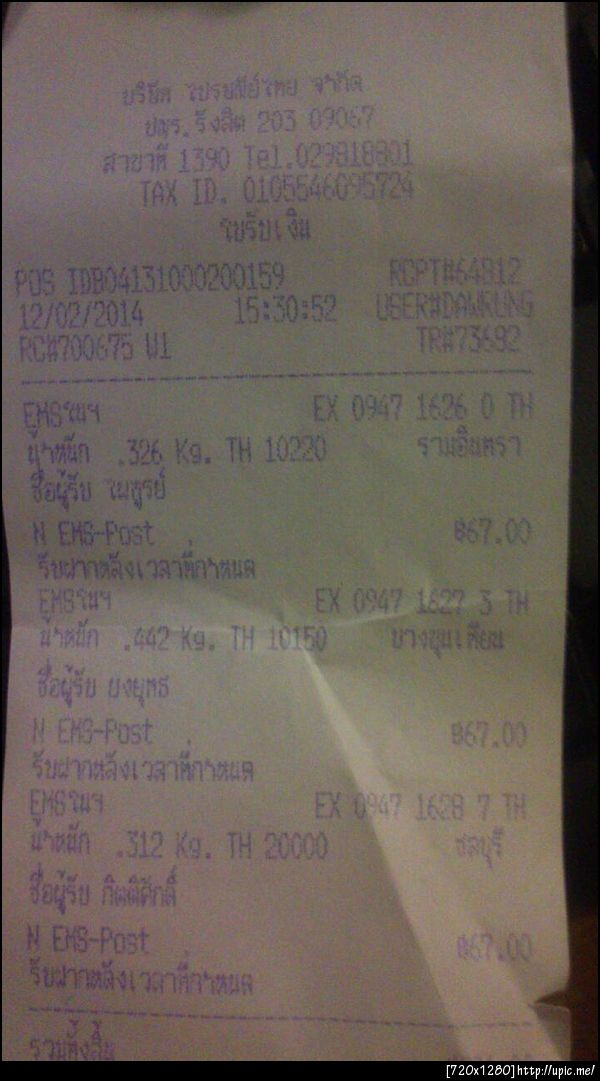 บริษัท ไปรษณีย์ไทย จำกัด
ปณร.รังสิต 203 09067
สาขาที่ 1390 Tel.029818801
TAX ID. 0105546095724
ใบรับเงิน
POS IDB04131000200159 RCPT#64812
12/02/2014 15:30:52 USER#DAWRUNG
RC#700675 W1 TR#73682
EMSในฯ EX 0947 1626 0 TH
น้ำหนัก .326 Kg. TH 10220 รามอินทรา
ชื่อผู้รับ ไพฑูรย์
N EMS-Post ฿67.00
รับฝากหลังเวลาที่กำหนด
EMSในฯ EX 0947 1627 3 TH
น้ำหนัก .442 Kg. TH 10150 บางขุนเทียน
ชื่อผู้รับ ยงยุทธ
N EMS-Post ฿67.00
รับฝากหลังเวลาที่กำหนด
EMSในฯ EX 0947 1628 7 TH
น้ำหนัก .312 Kg. TH 20000 ชลบุรี
ชื่อผู้รับ กิตติศักดิ์
N EMS-Post ฿67.00
รับฝากหลังเวลาที่กำหนด
รวมทั้งสิ้น
[720x1280]http://upic.me/